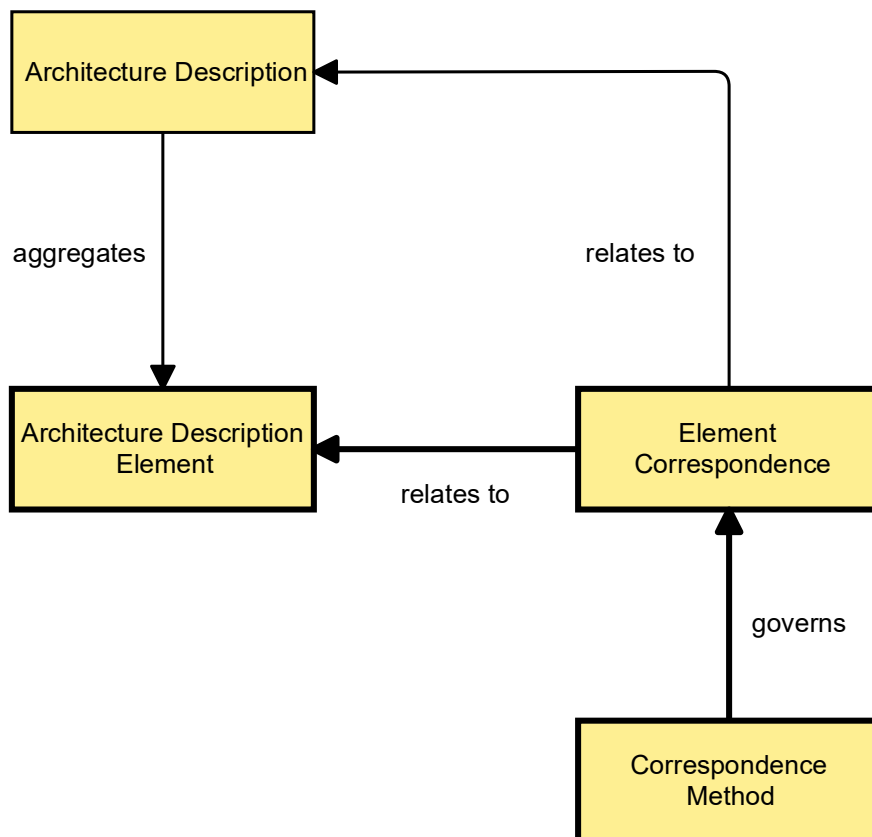 Architecture Description
aggregates
relates to
Architecture Description
Element
Element
Correspondence
relates to
governs
Correspondence
Method